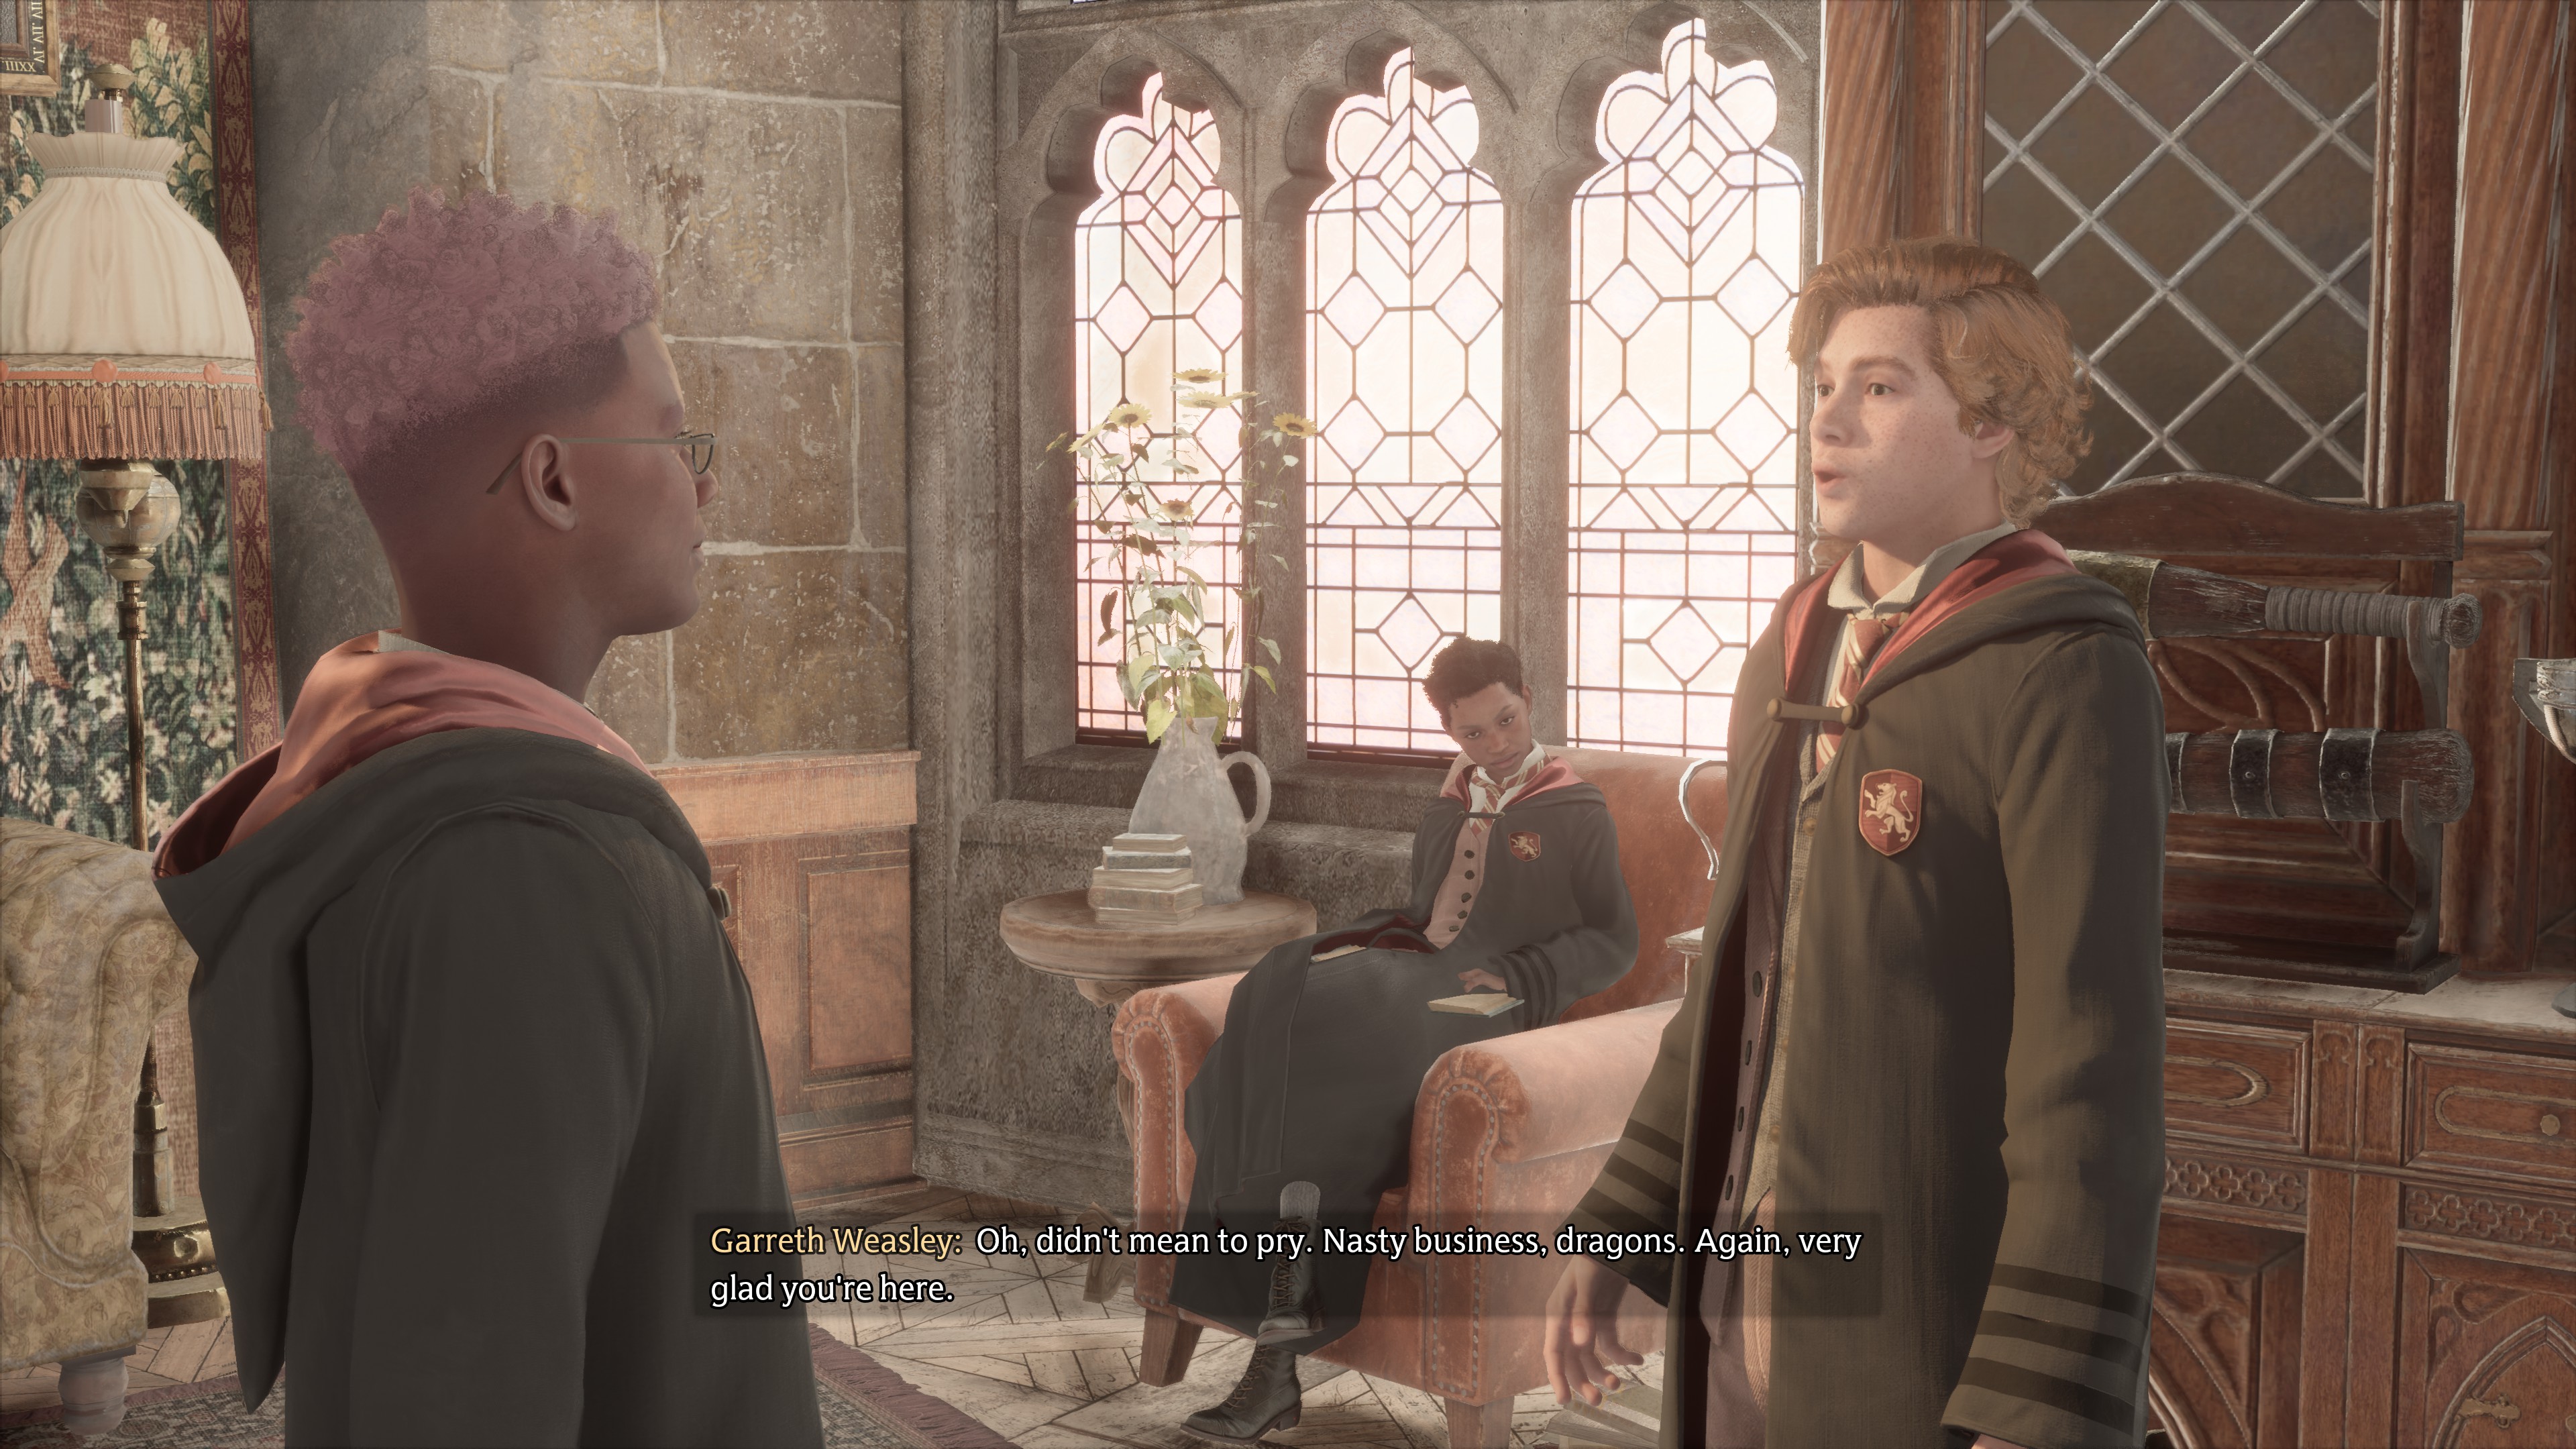 Garreth Weasley: Oh, didn't mean to pry. Nasty business, dragons. Again, very
glad you're here.